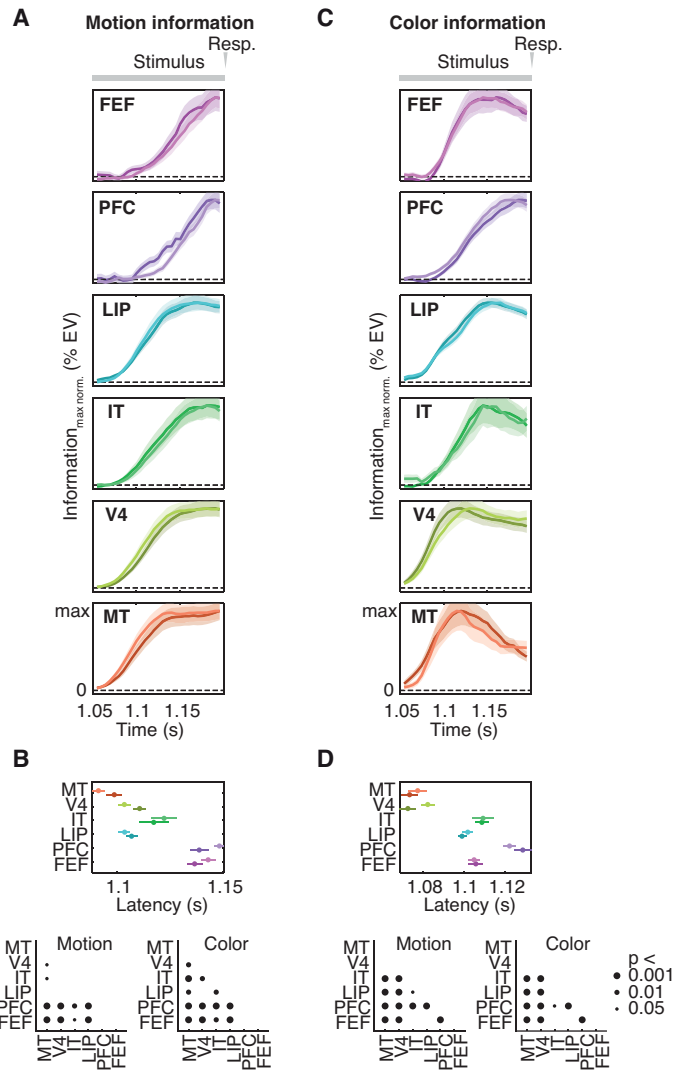 A
Motion information
Resp.
Stimulus
FEF
PFC
LIP
IT
V4
MT
Information max norm. (% EV)
max
0
1.05 1.1 1.15
Time (s)
C
Color information
Resp.
Stimulus
FEF
PFC
LIP
IT
V4
MT
Information max norm. (% EV)
max
0
1.05 1.1 1.15
Time (s)
B
MT
V4
IT
LIP
PFC
FEF
1.1 1.15
Latency (s)
Motion
MT
V4
IT
LIP
PFC
FEF
MT V4 IT LIP PFC FEF
Color
MT
V4
IT
LIP
PFC
FEF
MT V4 IT LIP PFC FEF
D
MT
V4
IT
LIP
PFC
FEF
1.08 1.1 1.12
Latency (s)
Motion
MT
V4
IT
LIP
PFC
FEF
MT V4 IT LIP PFC FEF
Color
MT
V4
IT
LIP
PFC
FEF
MT V4 IT LIP PFC FEF
p <
0.001
0.01
0.05